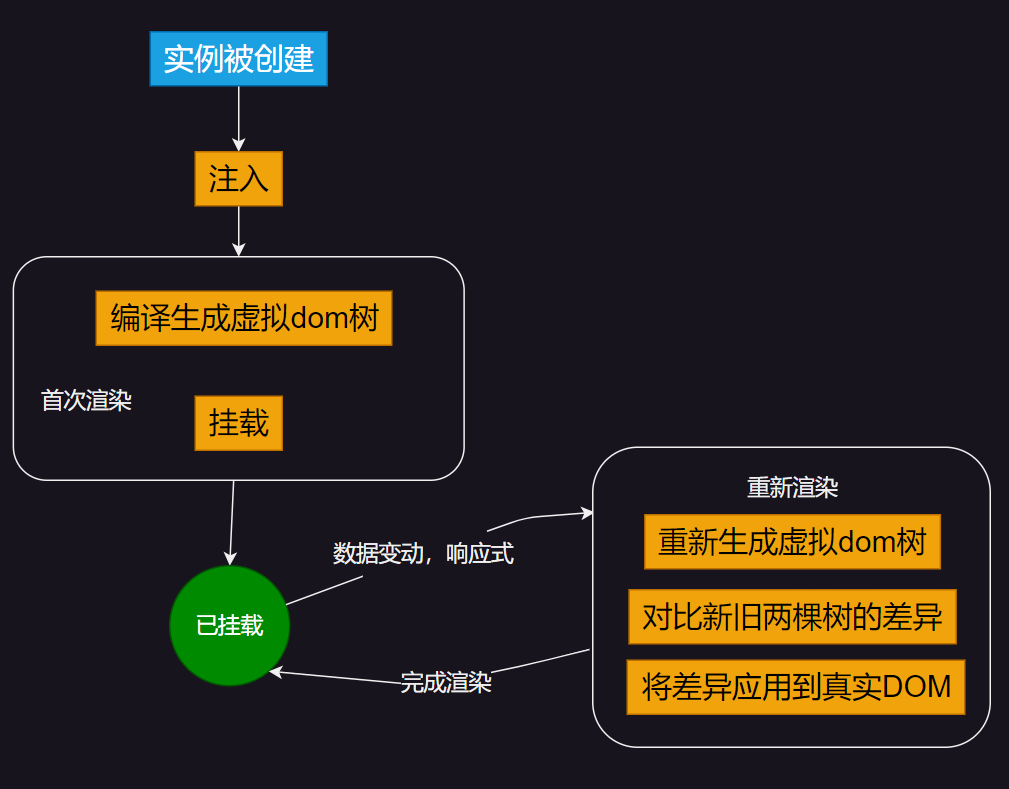 实例被创建
注入
编译生成虚拟dom树
首次渲染
挂载
重新渲染
重新生成虚拟dom树
数据变动，响应式
对比新旧两棵树的差异
已挂载
完成渲染
将差异应用到真实DOM